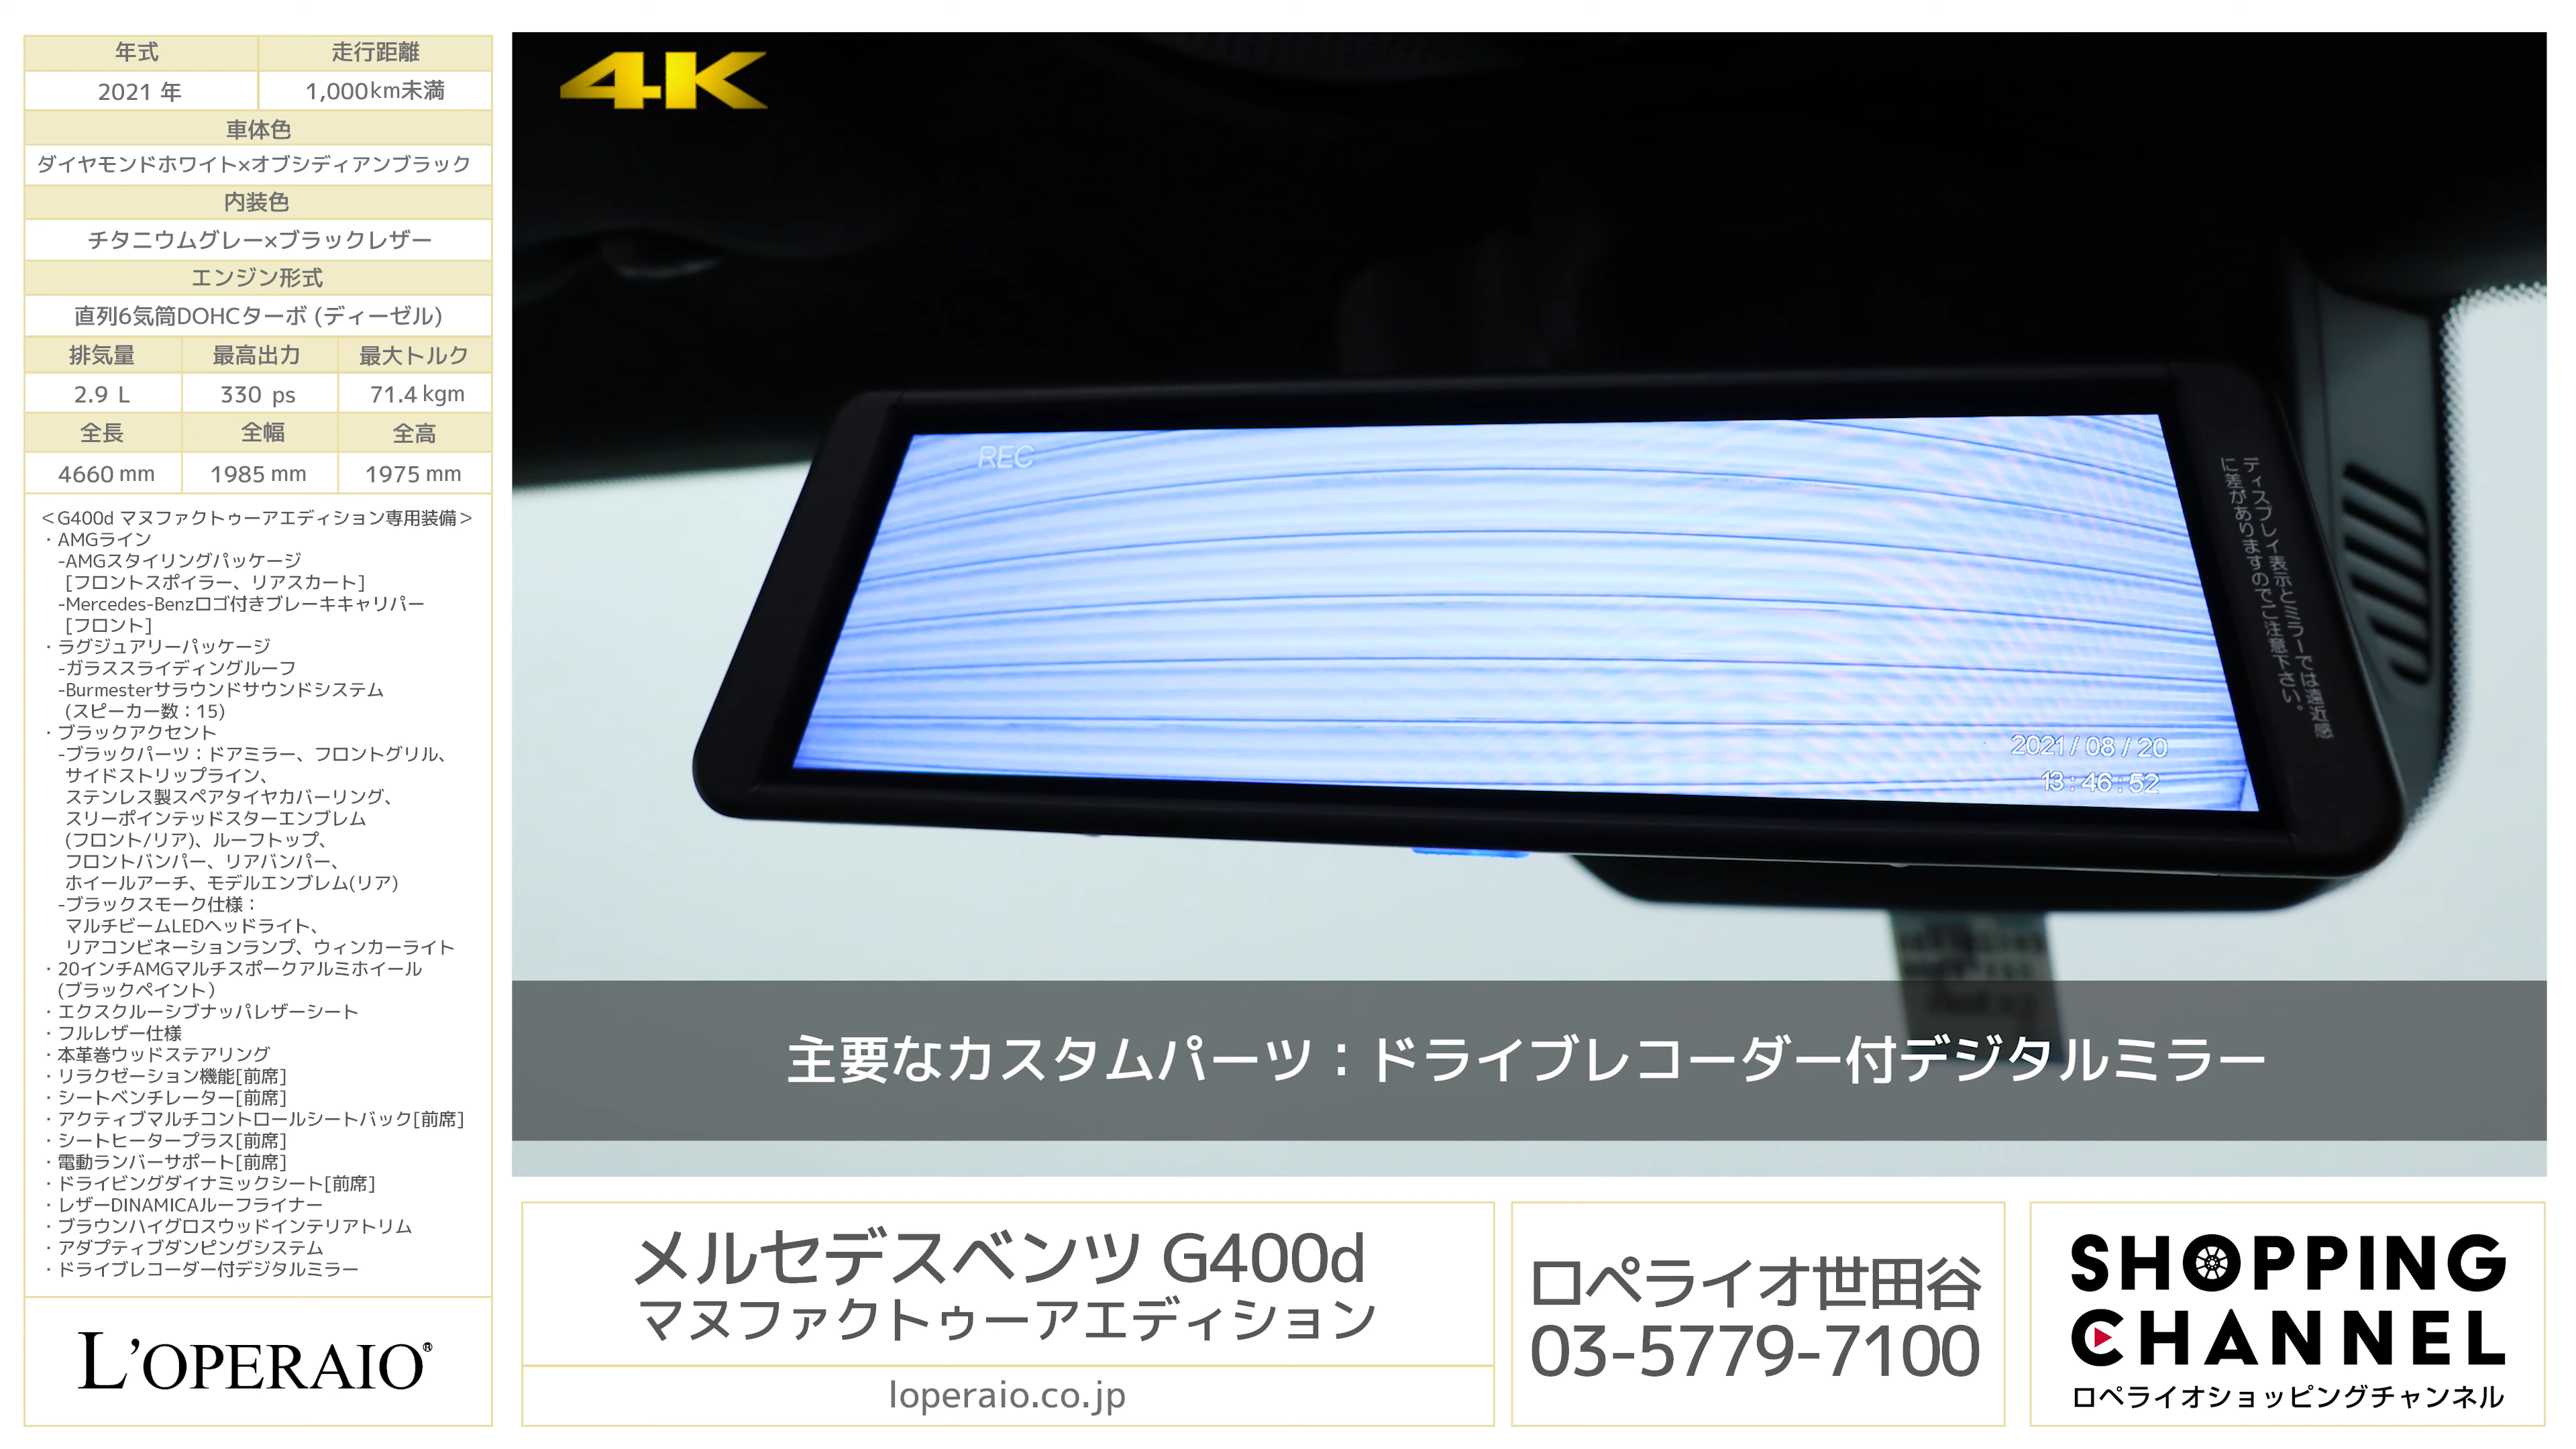 年式 走行距離
2021 年 1,000km未満
車体色
ダイヤモンドホワイト×オブシディアンブラック
内装色
チタニウムグレー×ブラックレザー
エンジン形式
直列6気筒DOHCターボ (ディーゼル)
排気量 最高出力 最大トルク
2.9 L 330 ps 71.4 kgm
全長 全幅 全高
4660 mm 1985 mm 1975 mm
＜G400d マヌファクトゥーアエディション専用装備＞
・AMGライン
-AMGスタイリングパッケージ
[フロントスポイラー、リアスカート]
-Mercedes-Benzロゴ付きブレーキキャリパー
[フロント]
・ラグジュアリーパッケージ
-ガラススライディングルーフ
-Burmesterサラウンドサウンドシステム
(スピーカー数：15)
・ブラックアクセント
-ブラックパーツ：ドアミラー、フロントグリル、
サイドストリップライン、
ステンレス製スペアタイヤカバーリング、
スリーポインテッドスターエンブレム
(フロント/リア)、ルーフトップ、
フロントバンパー、リアバンパー、
ホイールアーチ、モデルエンブレム(リア)
-ブラックスモーク仕様：
マルチビームLEDヘッドライト、
リアコンビネーションランプ、ウィンカーライト
・20インチAMGマルチスポークアルミホイール
(ブラックペイント)
・エクスクルーシブナッパレザーシート
・フルレザー仕様
・本革巻ウッドステアリング
・リラクゼーション機能[前席]
・シートベンチレーター[前席]
・アクティブマルチコントロールシートバック[前席]
・シートヒータープラス[前席]
・電動ランバーサポート[前席]
・ドライビングダイナミックシート[前席]
・レザーDINAMICAルーフライナー
・ブラウンハイグロスウッドインテリアトリム
・アダプティブダンピングシステム
・ドライブレコーダー付デジタルミラー
L'OPERAIO®
4K
REC
2021/08/20
13:46:52
ディスプレイ表示とミラーでは遠近感
に差がありますのでご注意下さい。
主要なカスタムパーツ：ドライブレコーダー付デジタルミラー
メルセデスベンツ G400d
マヌファクトゥーアエディション
loperaio.co.jp
ロペライオ世田谷
03-5779-7100
SHOPPING
CHANNEL
ロペライオショッピングチャンネル